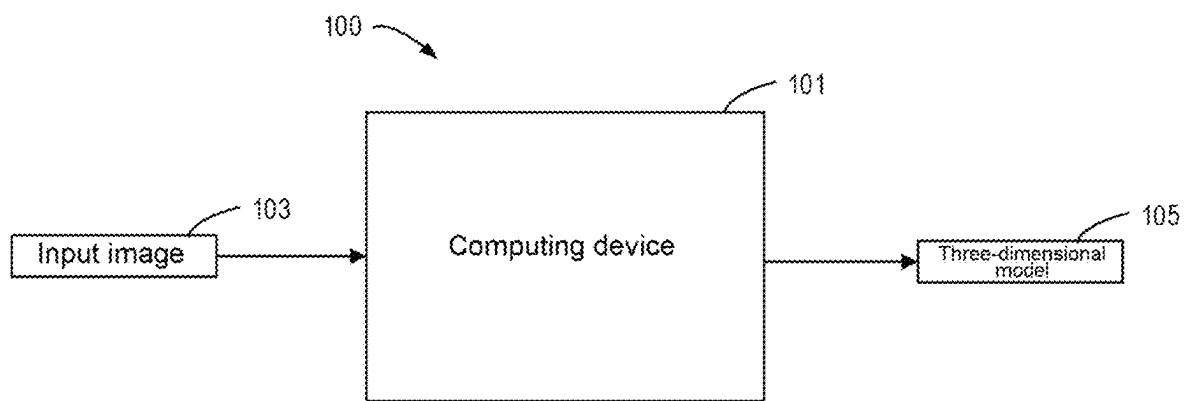 100
101
103
Input image
Computing device
105
Three-dimensional
model